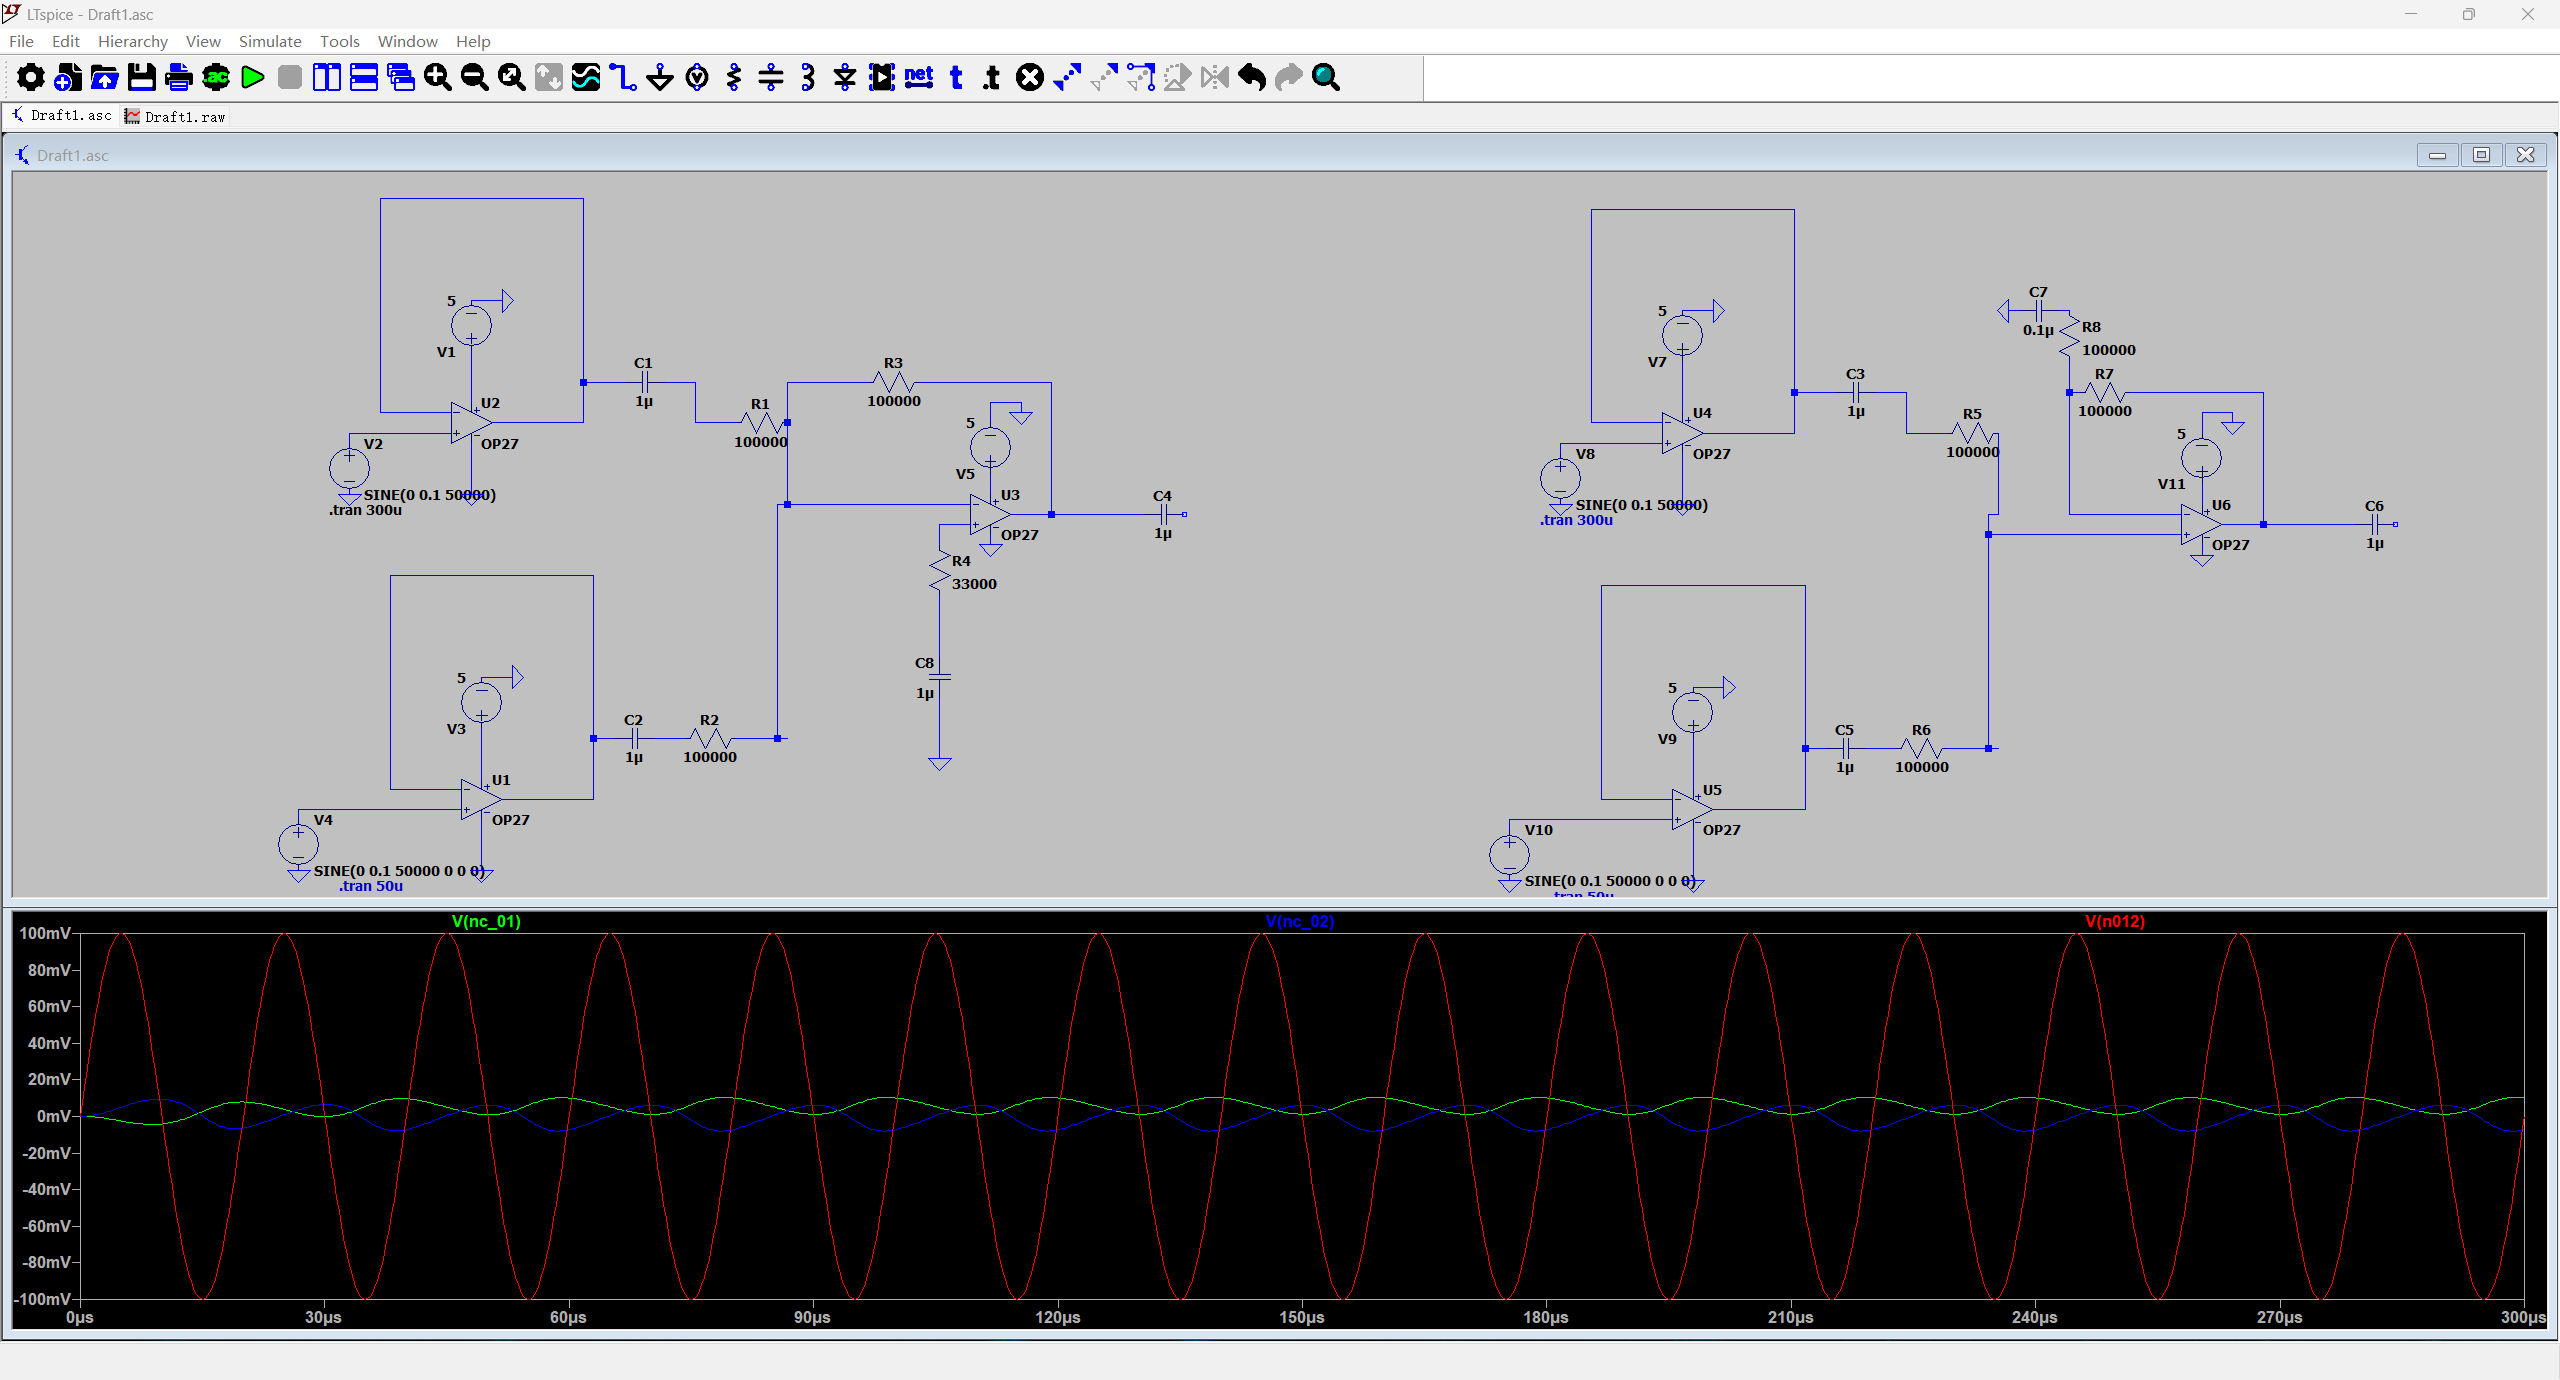 LTspice - Draft1.asc
File Edit Hierarchy View Simulate Tools Window Help
.ac net t .t
Draft1.asc Draft1.raw
Draft1.asc
5
V1
U2
OP27
V2
SINE(0 0.1 50000)
.tran 300u
C1
1µ
R1
100000
R3
100000
5
V5
U3
OP27
C4
1µ
R4
33000
C8
1µ
5
V3
U1
OP27
V4
SINE(0 0.1 50000 0 0 0)
.tran 50u
C2
1µ
R2
100000
5
V7
U4
OP27
V8
SINE(0 0.1 50000)
.tran 300u
C3
1µ
R5
100000
C7
0.1µ
R8
100000
R7
100000
5
V11
U6
OP27
C6
1µ
5
V9
U5
OP27
V10
SINE(0 0.1 50000 0 0 0)
.tran 50u
C5
1µ
R6
100000
V(nc_01) V(nc_02) V(n012)
100mV
80mV
60mV
40mV
20mV
0mV
-20mV
-40mV
-60mV
-80mV
-100mV
0µs 30µs 60µs 90µs 120µs 150µs 180µs 210µs 240µs 270µs 300µs